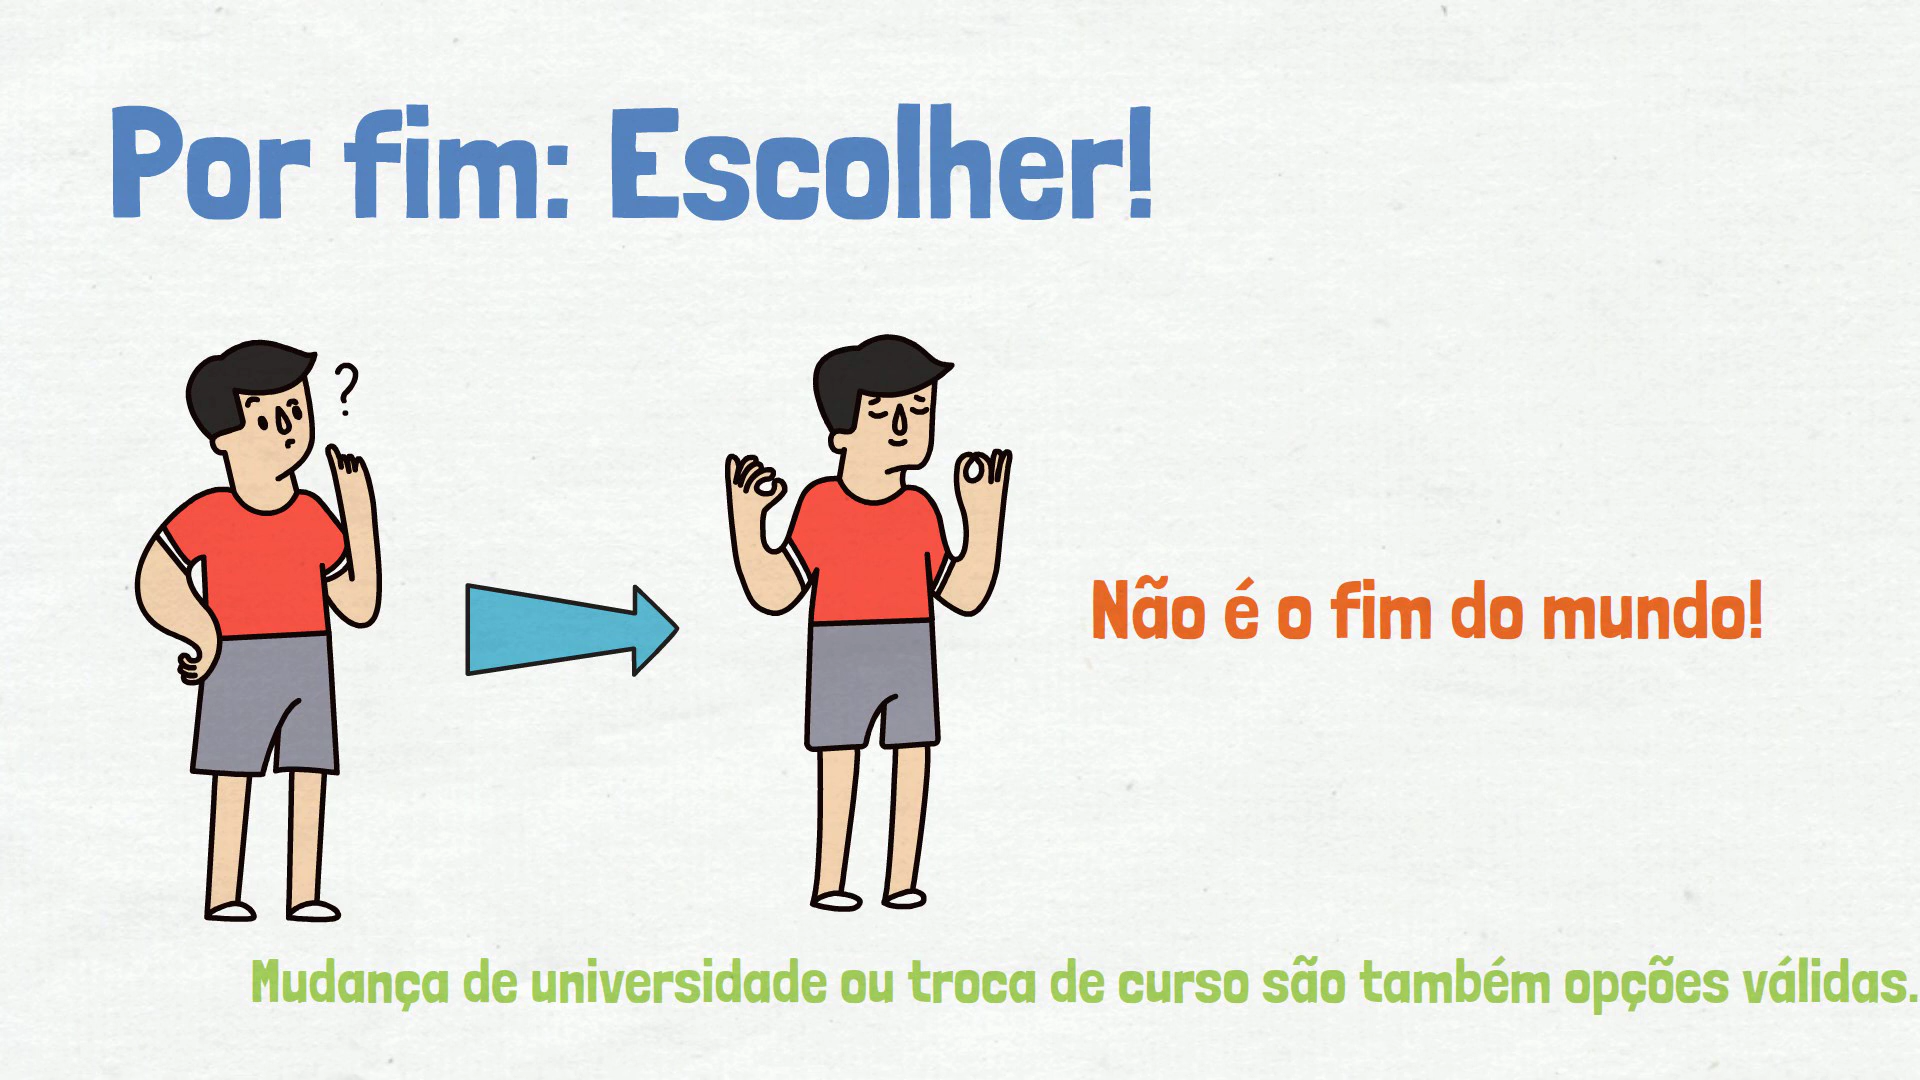 Por fim: Escolher!
?
Não é o fim do mundo!
Mudança de universidade ou troca de curso são também opções válidas.